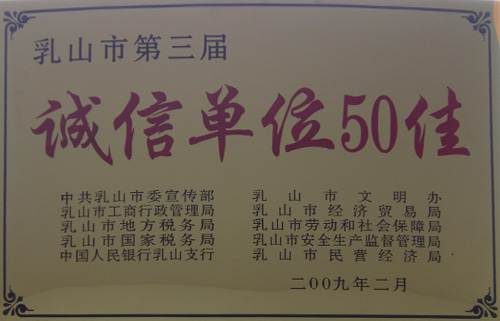 乳山市第三届
诚信单位50佳
中共乳山市委宣传部 乳山市文明办
乳山市工商行政管理局 乳山市经济贸易局
乳山市地方税务局 乳山市劳动和社会保障局
乳山市国家税务局 乳山市安全生产监督管理局
中国人民银行乳山支行 乳山市民营经济局
二00九年二月